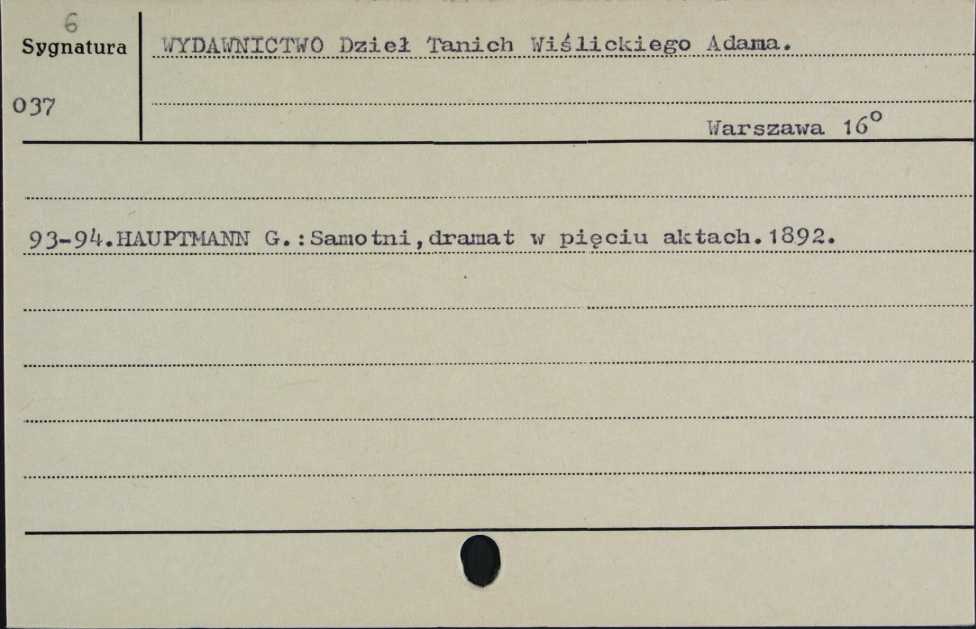 6
Sygnatura
WYDAWNICTWO Dzieł Tanich Wiślickiego Adama.
037
Warszawa 16°
93-94.HAUPTMANN G.:Samotni,dramat w pięciu aktach.1892.